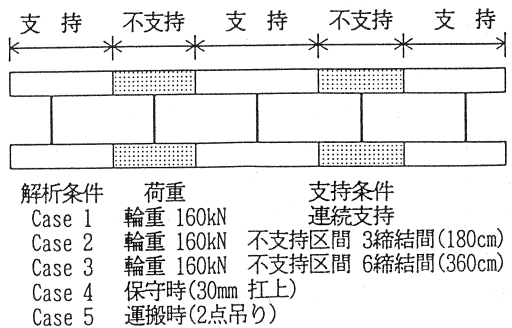 支 持 不支持 支 持 不支持 支 持
解析条件 荷重 支持条件
Case 1 輪重 160kN 連続支持
Case 2 輪重 160kN 不支持区間 3締結間(180cm)
Case 3 輪重 160kN 不支持区間 6締結間(360cm)
Case 4 保守時(30mm 扛上)
Case 5 運搬時(2点吊り)